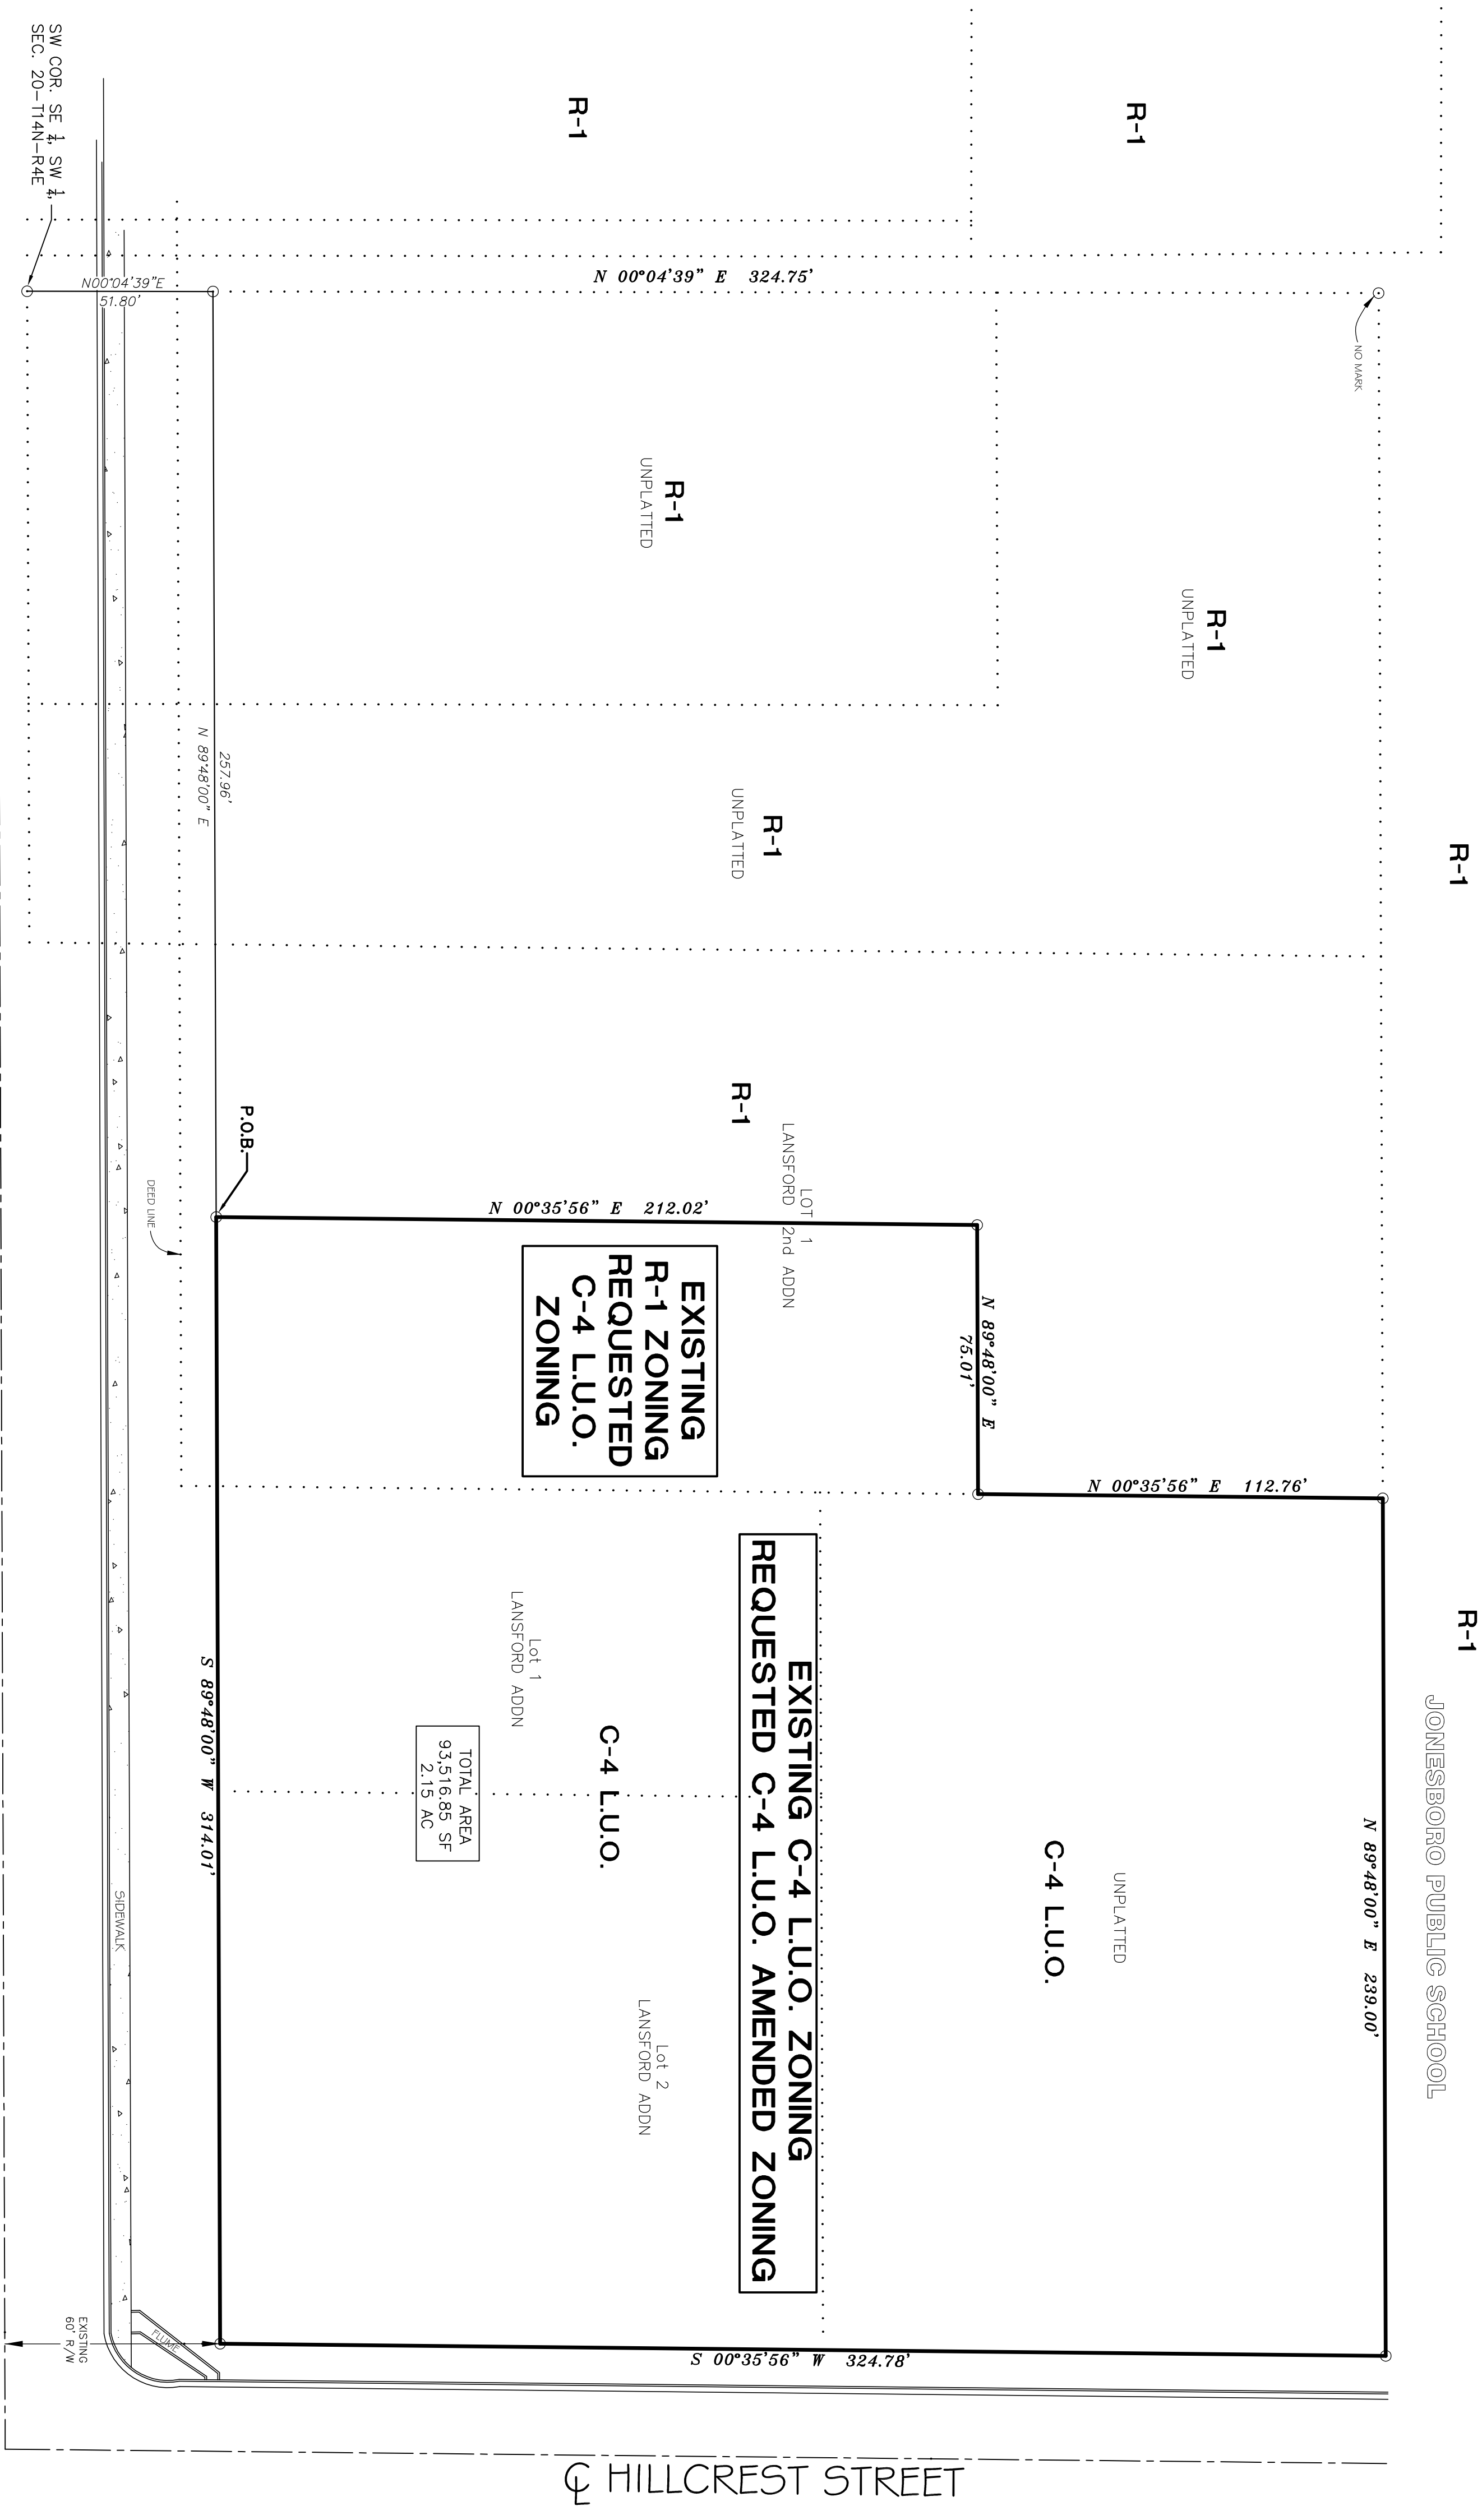 R-1
R-1
SW COR. SE ¼, SW ¼,
SEC. 20-T14N-R4E
N00°04'39"E
51.80'
N 00°04'39" E 324.75'
NO MARK
R-1
UNPLATTED
R-1
UNPLATTED
R-1
UNPLATTED
R-1
257.96'
N 89°48'00" E
R-1
P.O.B.
DEED LINE
LOT 1
LANSFORD 2nd ADDN
N 00°35'56" E 212.02'
N 89°48'00" E
75.01'
EXISTING
R-1 ZONING
REQUESTED
C-4 L.U.O.
ZONING
N 00°35'56" E 112.76'
R-1
JONESBORO PUBLIC SCHOOL
N 89°48'00" E 239.00'
UNPLATTED
C-4 L.U.O.
EXISTING C-4 L.U.O. ZONING
REQUESTED C-4 L.U.O. AMENDED ZONING
Lot 1
LANSFORD ADDN
C-4 L.U.O.
TOTAL AREA
93,516.85 SF
2.15 AC
Lot 2
LANSFORD ADDN
S 89°48'00" W 314.01'
SIDEWALK
FLUME
EXISTING
60' R/W
S 00°35'56" W 324.78'
℄ HILLCREST STREET